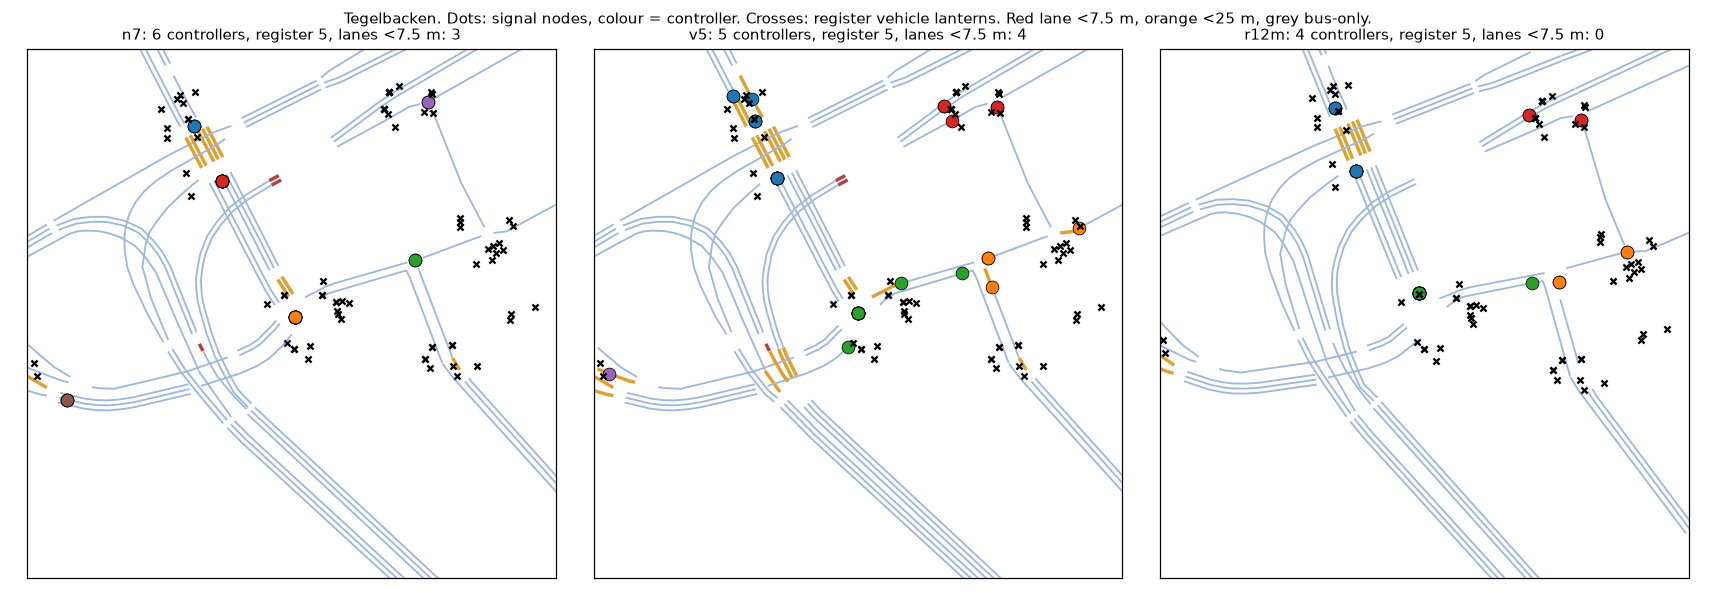 Tegelbacken. Dots: signal nodes, colour = controller. Crosses: register vehicle lanterns. Red lane <7.5 m, orange <25 m, grey bus-only.
n7: 6 controllers, register 5, lanes <7.5 m: 3
v5: 5 controllers, register 5, lanes <7.5 m: 4
r12m: 4 controllers, register 5, lanes <7.5 m: 0